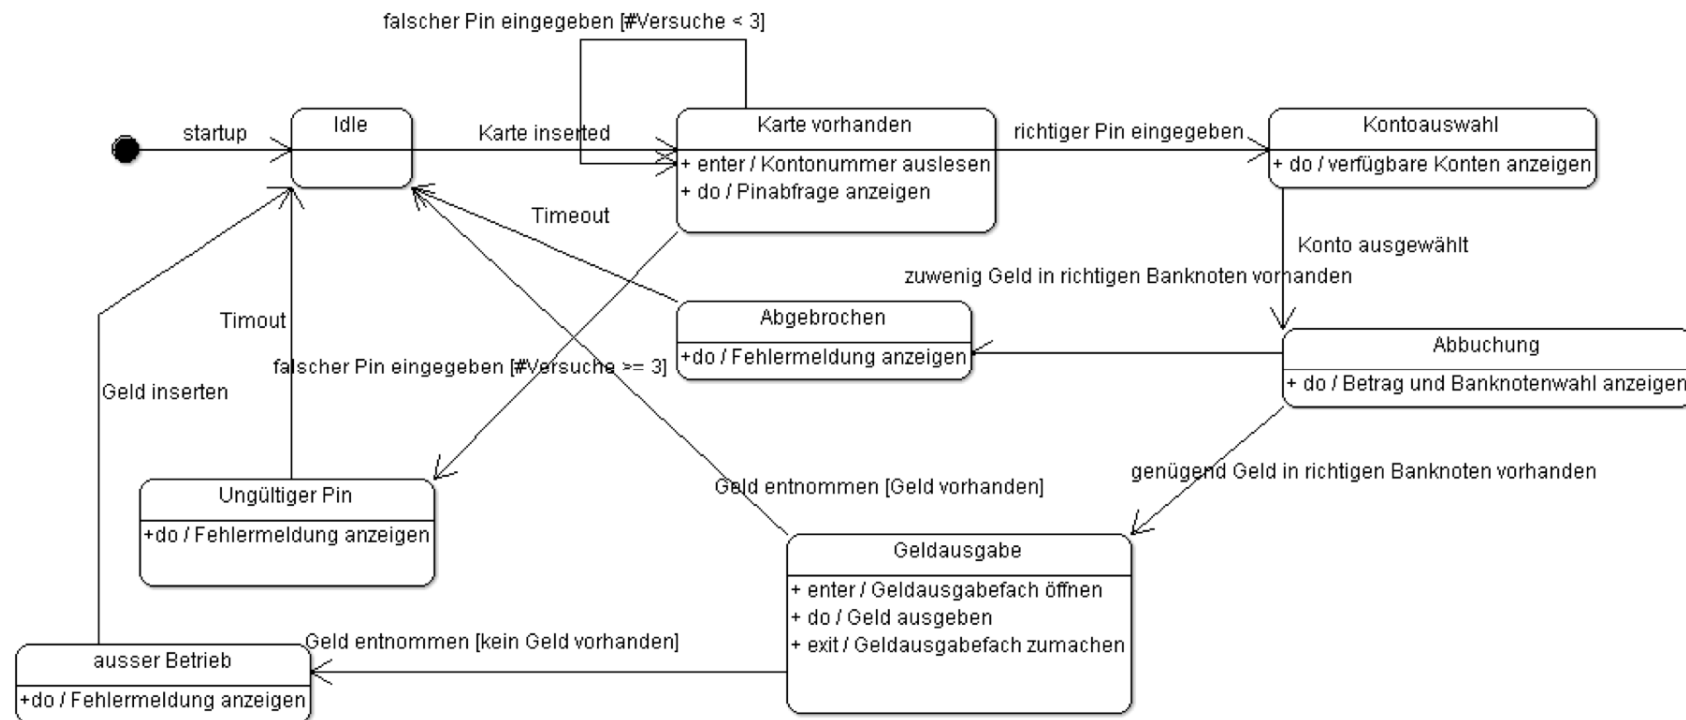 falscher Pin eingegeben [#Versuche < 3]
startup
Idle
Karte inserted
Karte vorhanden
+ enter / Kontonummer auslesen
+ do / Pinabfrage anzeigen
richtiger Pin eingegeben
Kontoauswahl
+ do / verfügbare Konten anzeigen
Timeout
Konto ausgewählt
zuwenig Geld in richtigen Banknoten vorhanden
Timout
Abgebrochen
+do / Fehlermeldung anzeigen
Abbuchung
+ do / Betrag und Banknotenwahl anzeigen
falscher Pin eingegeben [#Versuche >= 3]
Geld inserten
genügend Geld in richtigen Banknoten vorhanden
Geld entnommen [Geld vorhanden]
Ungültiger Pin
+do / Fehlermeldung anzeigen
Geldausgabe
+ enter / Geldausgabefach öffnen
+ do / Geld ausgeben
+ exit / Geldausgabefach zumachen
Geld entnommen [kein Geld vorhanden]
ausser Betrieb
+do / Fehlermeldung anzeigen